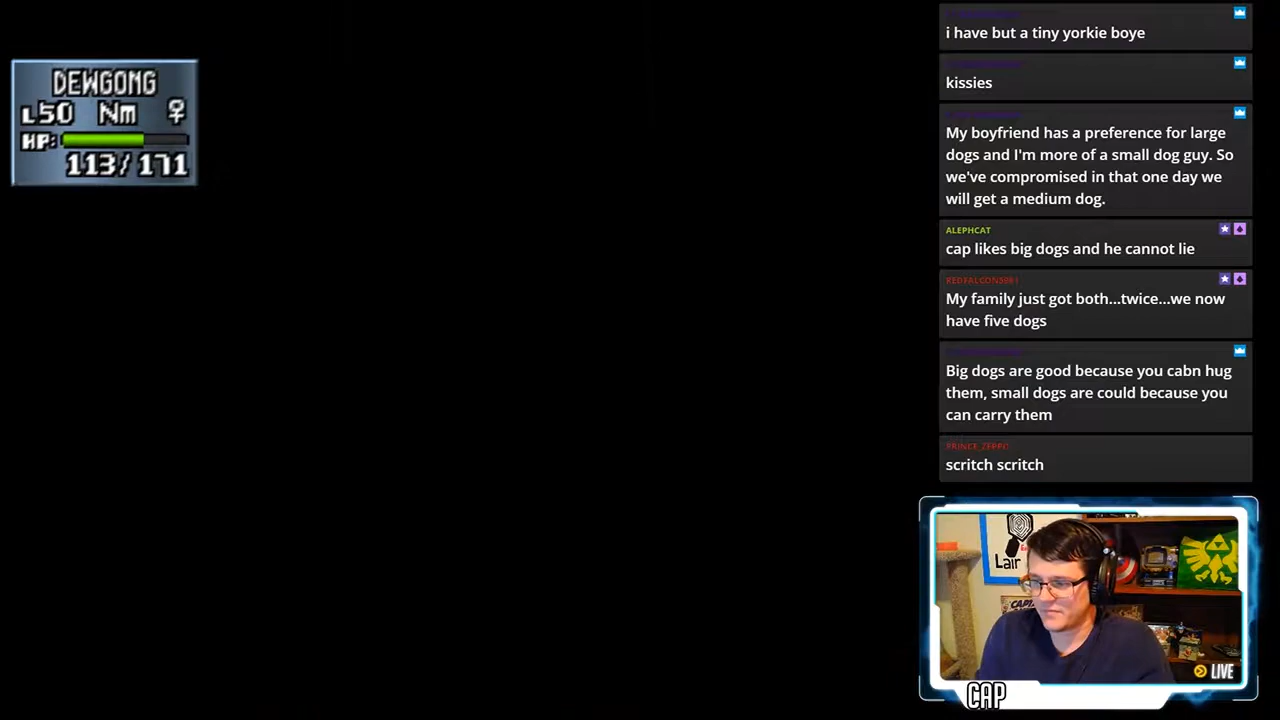 DEWGONG
L50 Nm ♀
HP:
113/171
i have but a tiny yorkie boye
kissies
My boyfriend has a preference for large
dogs and I'm more of a small dog guy. So
we've compromised in that one day we
will get a medium dog.
ALEPHCAT
cap likes big dogs and he cannot lie
My family just got both...twice...we now
have five dogs
Big dogs are good because you cabn hug
them, small dogs are could because you
can carry them
PRINCE_ZEPPO
scritch scritch
Lair
LIVE
CAP